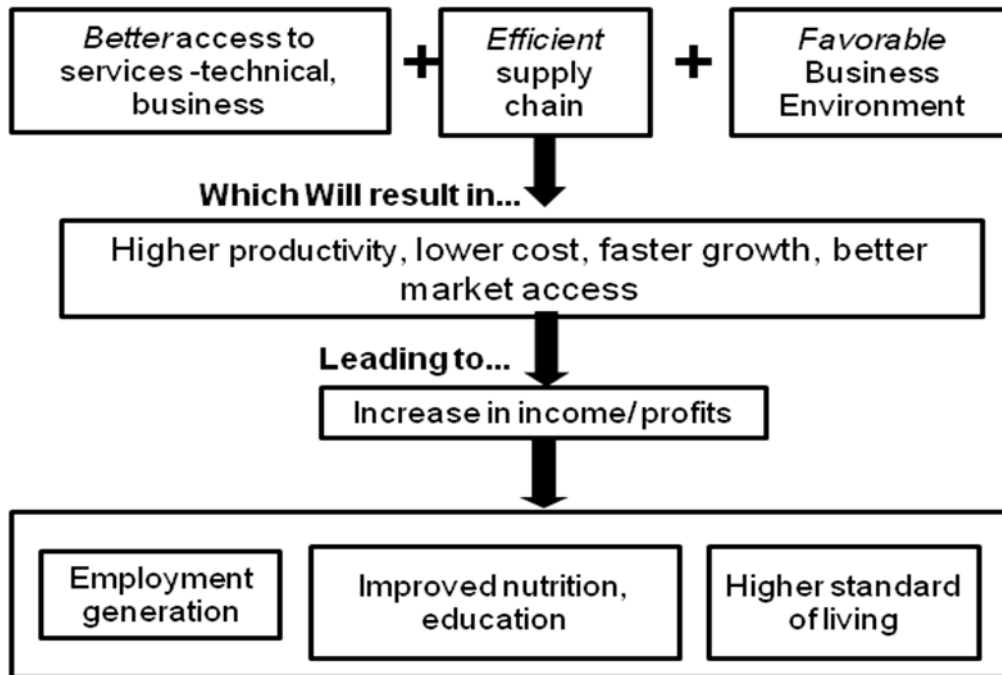 Better access to
services -technical,
business
+
Efficient
supply
chain
+
Favorable
Business
Environment
Which Will result in...
Higher productivity, lower cost, faster growth, better
market access
Leading to...
Increase in income/ profits
Employment
generation
Improved nutrition,
education
Higher standard
of living